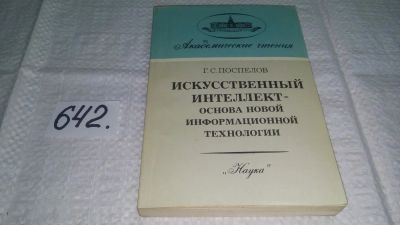 Академические чтения
Г. С. ПОСПЕЛОВ
ИСКУССТВЕННЫЙ
ИНТЕЛЛЕКТ-
ОСНОВА НОВОЙ
ИНФОРМАЦИОННОЙ
ТЕХНОЛОГИИ
„Наука"
642.